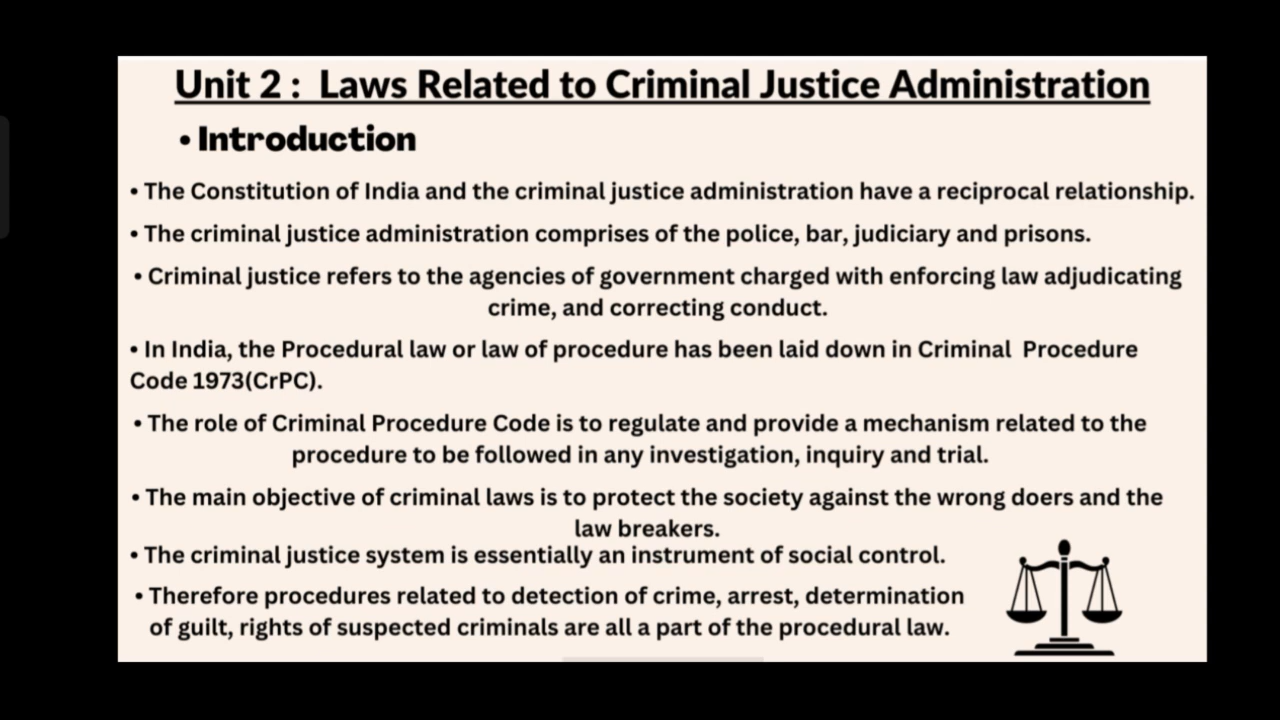 Unit 2 :  Laws Related to Criminal Justice Administration
• Introduction
• The Constitution of India and the criminal justice administration have a reciprocal relationship.
• The criminal justice administration comprises of the police, bar, judiciary and prisons.
• Criminal justice refers to the agencies of government charged with enforcing law adjudicating
crime, and correcting conduct.
• In India, the Procedural law or law of procedure has been laid down in Criminal  Procedure
Code 1973(CrPC).
• The role of Criminal Procedure Code is to regulate and provide a mechanism related to the
procedure to be followed in any investigation, inquiry and trial.
• The main objective of criminal laws is to protect the society against the wrong doers and the
law breakers.
• The criminal justice system is essentially an instrument of social control.
• Therefore procedures related to detection of crime, arrest, determination
of guilt, rights of suspected criminals are all a part of the procedural law.